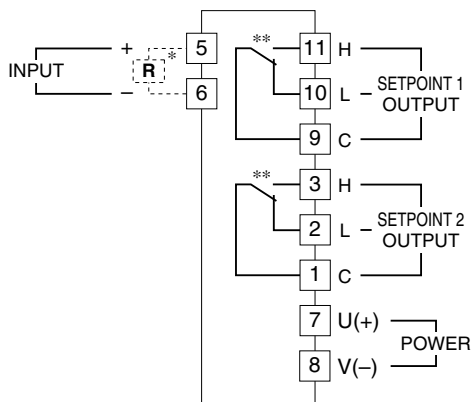 INPUT
+
–
R
*
5
6
**
11 H
10 L
9 C
SETPOINT 1
OUTPUT
**
3 H
2 L
1 C
SETPOINT 2
OUTPUT
7 U(+)
8 V(–)
POWER